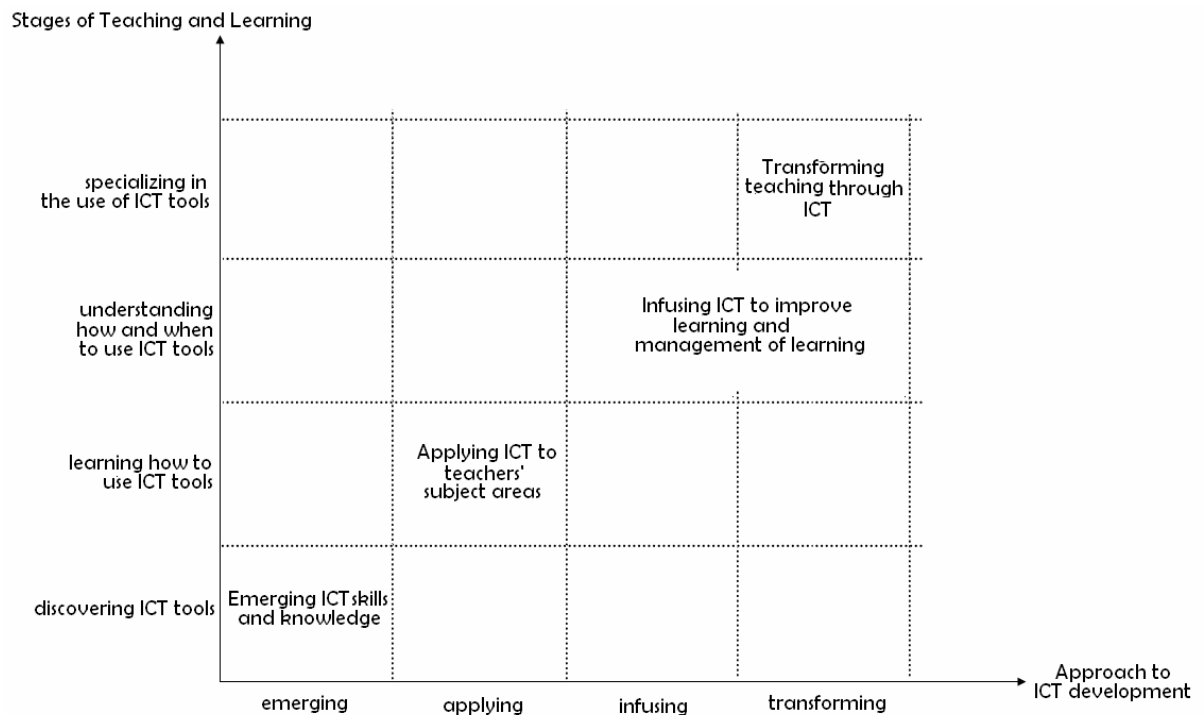 Stages of Teaching and Learning
specializing in
the use of ICT tools
Transforming
teaching through
ICT
understanding
how and when
to use ICT tools
Infusing ICT to improve
learning and
management of learning
learning how to
use ICT tools
Applying ICT to
teachers'
subject areas
discovering ICT tools
Emerging ICT skills
and knowledge
emerging
applying
infusing
transforming
Approach to
ICT development